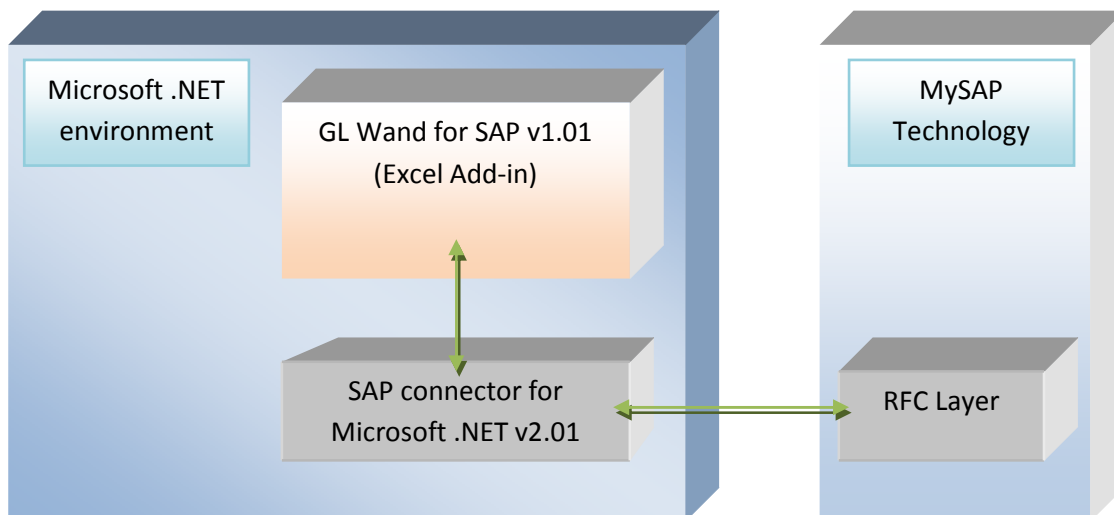 Microsoft .NET
environment
GL Wand for SAP v1.01
(Excel Add-in)
MySAP
Technology
SAP connector for
Microsoft .NET v2.01
RFC Layer